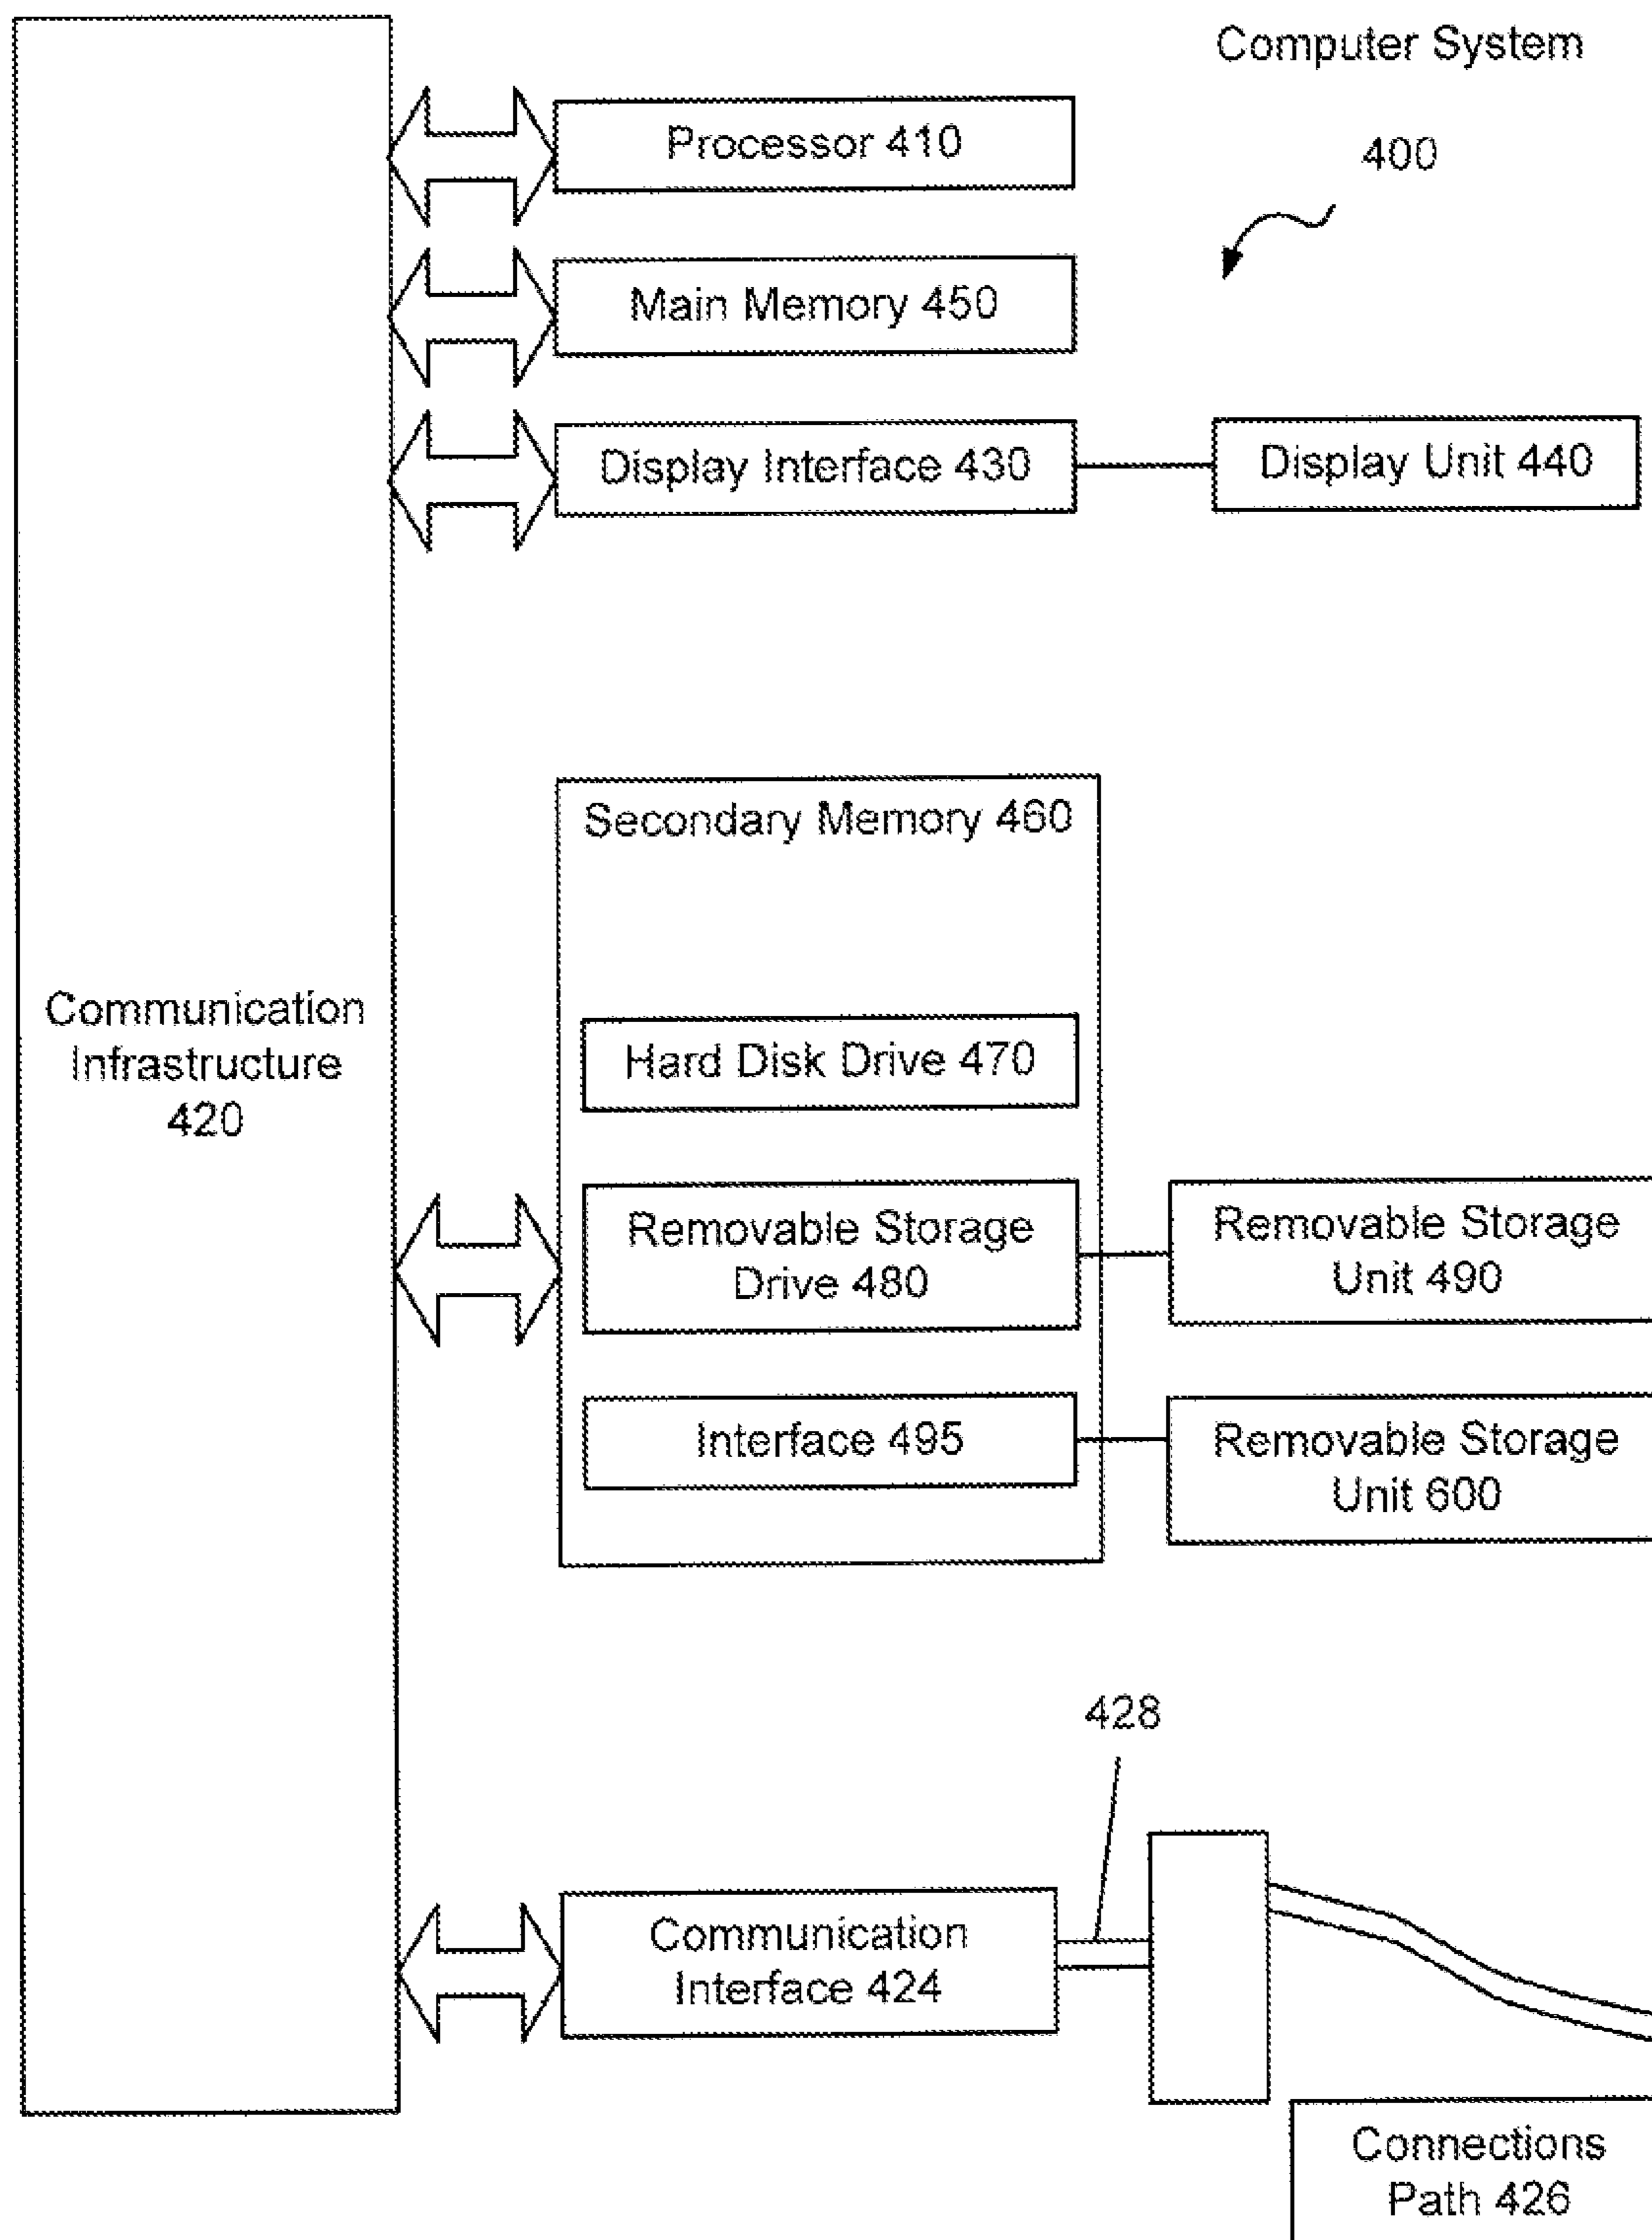 Computer System
400
Processor 410
Main Memory 450
Display Interface 430
Display Unit 440
Secondary Memory 460
Communication
Infrastructure
420
Hard Disk Drive 470
Removable Storage
Drive 480
Removable Storage
Unit 490
Interface 495
Removable Storage
Unit 600
428
Communication
Interface 424
Connections
Path 426